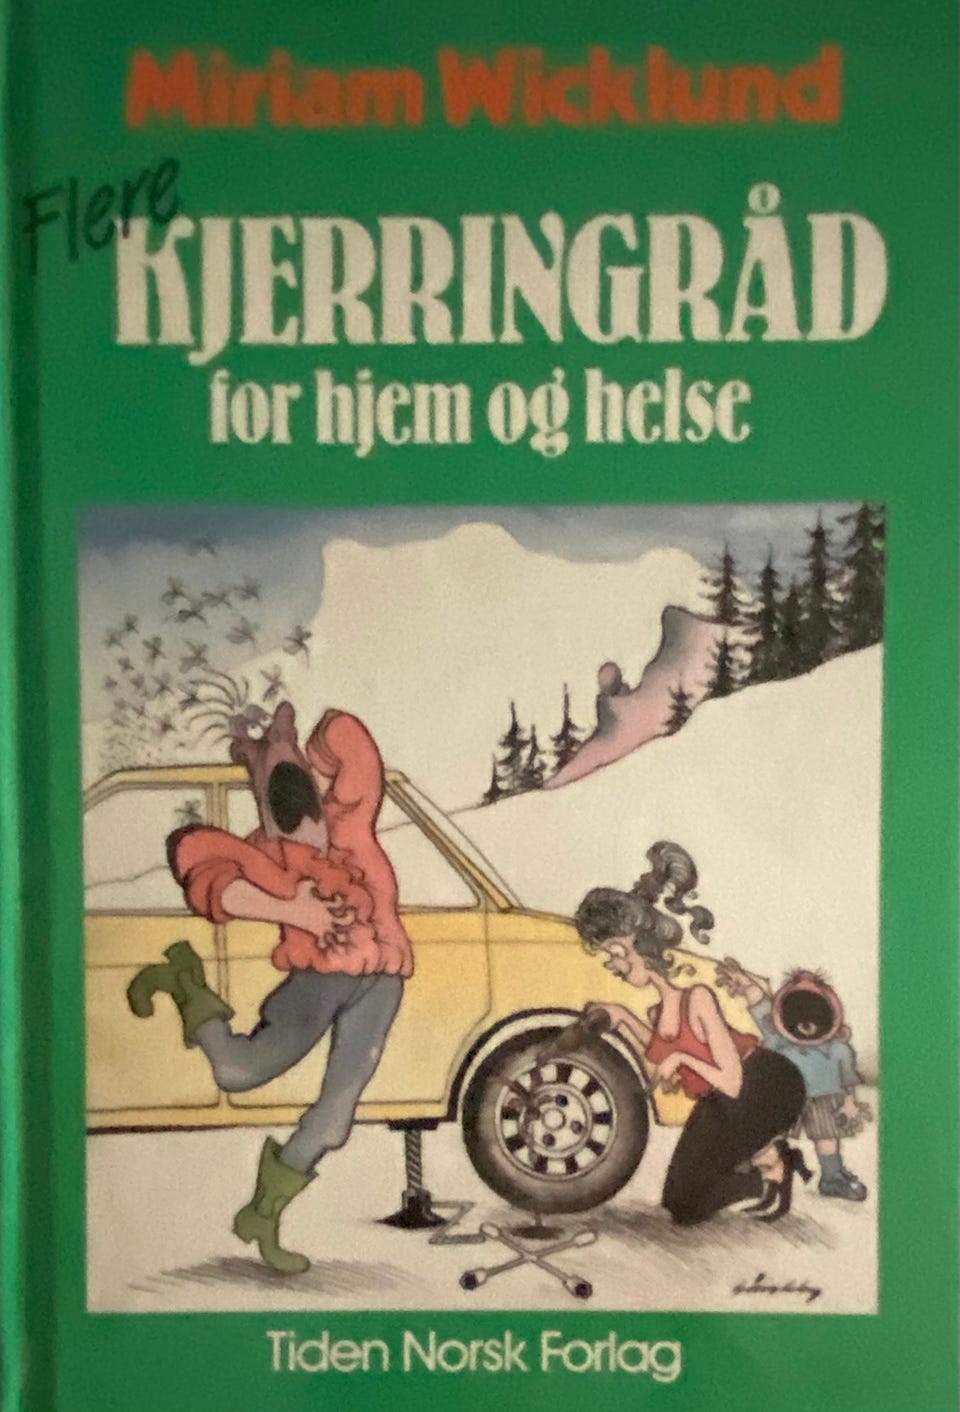 Miriam Wicklund
Flere
KJERRINGRÅD
for hjem og helse
Tiden Norsk Forlag